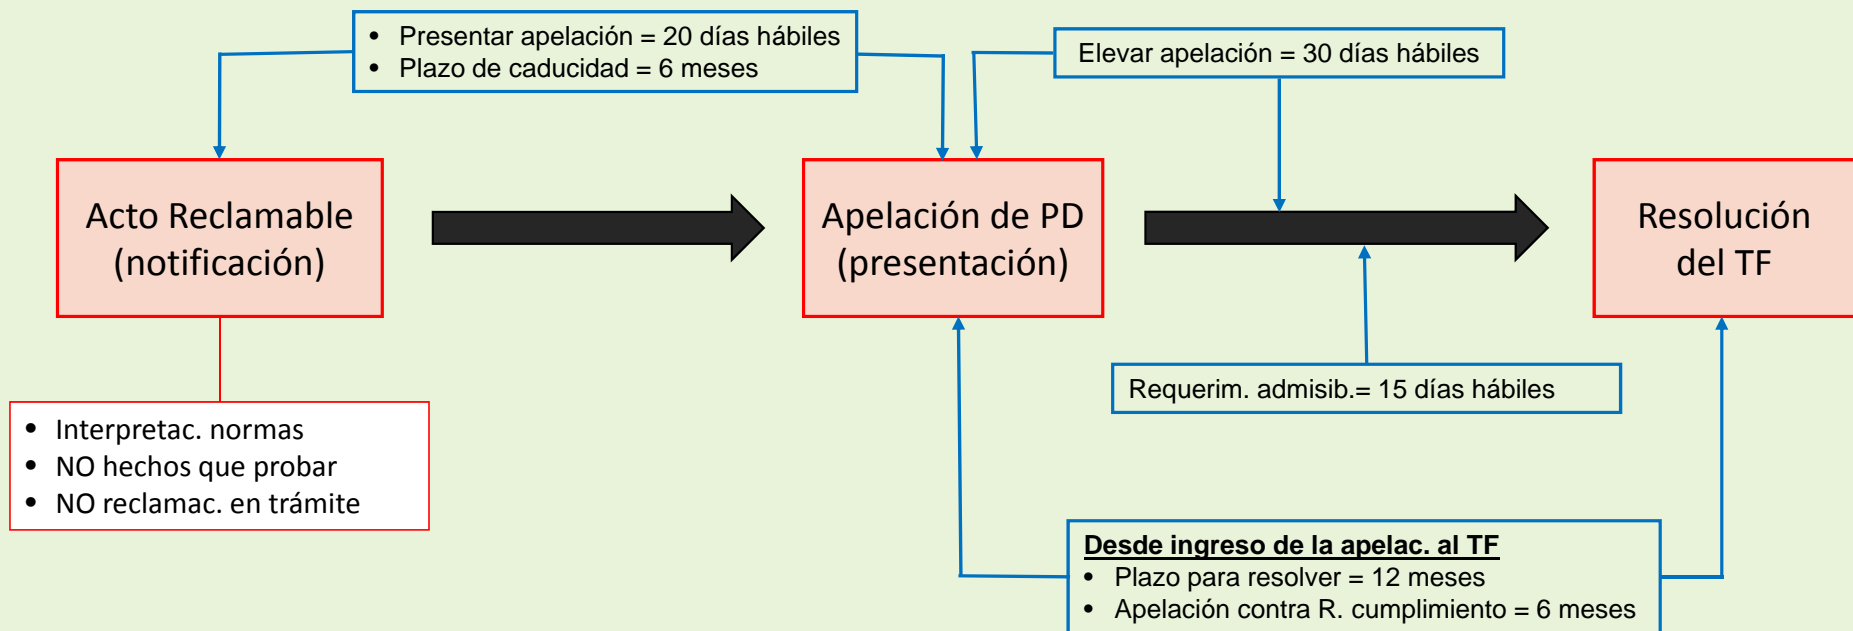 • Presentar apelación = 20 días hábiles
• Plazo de caducidad = 6 meses
Elevar apelación = 30 días hábiles
Acto Reclamable
(notificación)
Apelación de PD
(presentación)
Resolución
del TF
Requerim. admisib.= 15 días hábiles
• Interpretac. normas
• NO hechos que probar
• NO reclamac. en trámite
Desde ingreso de la apelac. al TF
• Plazo para resolver = 12 meses
• Apelación contra R. cumplimiento = 6 meses